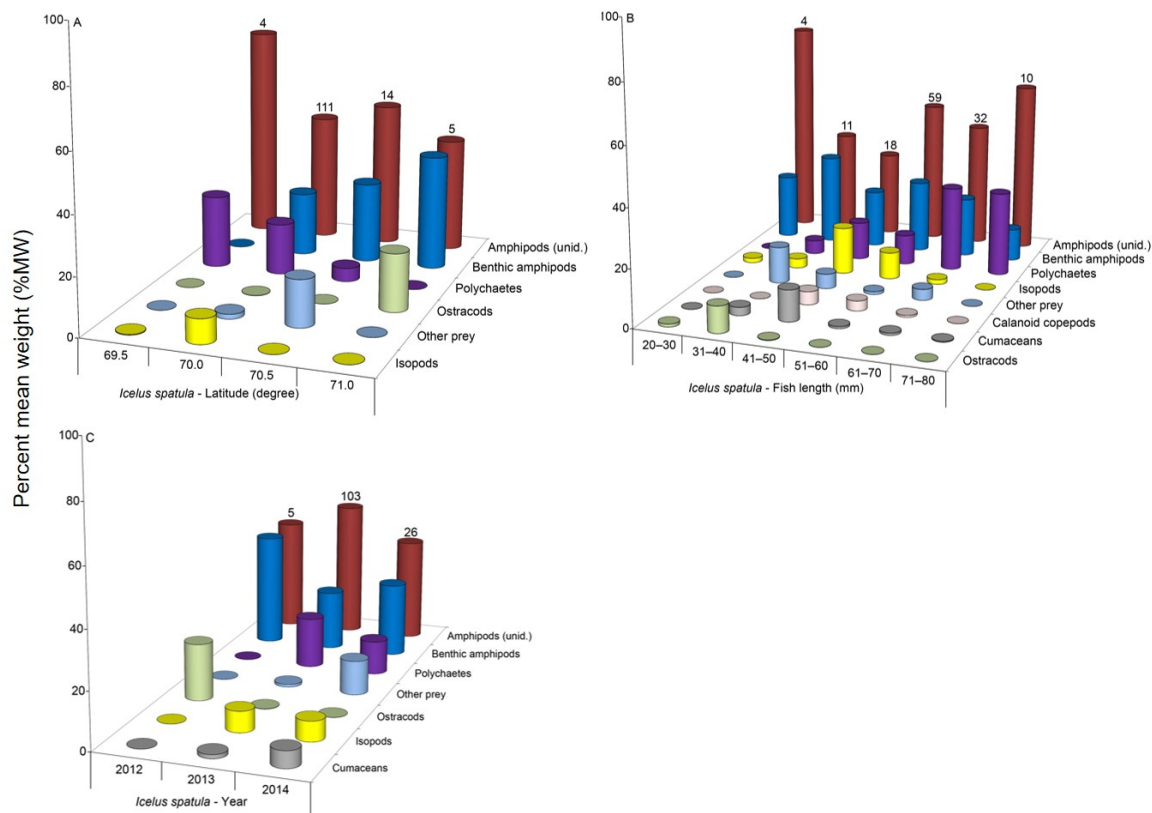 Percent mean weight (%MW)
A
100
80
60
40
20
0
4
111
14
5
Amphipods (unid.)
Benthic amphipods
Polychaetes
Ostracods
Other prey
Isopods
69.5
70.0
70.5
71.0
Icelus spatula - Latitude (degree)
B
100
80
60
40
20
0
4
11
18
59
32
10
Amphipods (unid.)
Benthic amphipods
Polychaetes
Isopods
Other prey
Calanoid copepods
Cumaceans
Ostracods
20–30
31–40
41–50
51–60
61–70
71–80
Icelus spatula - Fish length (mm)
C
100
80
60
40
20
0
5
103
26
Amphipods (unid.)
Benthic amphipods
Polychaetes
Other prey
Ostracods
Isopods
Cumaceans
2012
2013
2014
Icelus spatula - Year